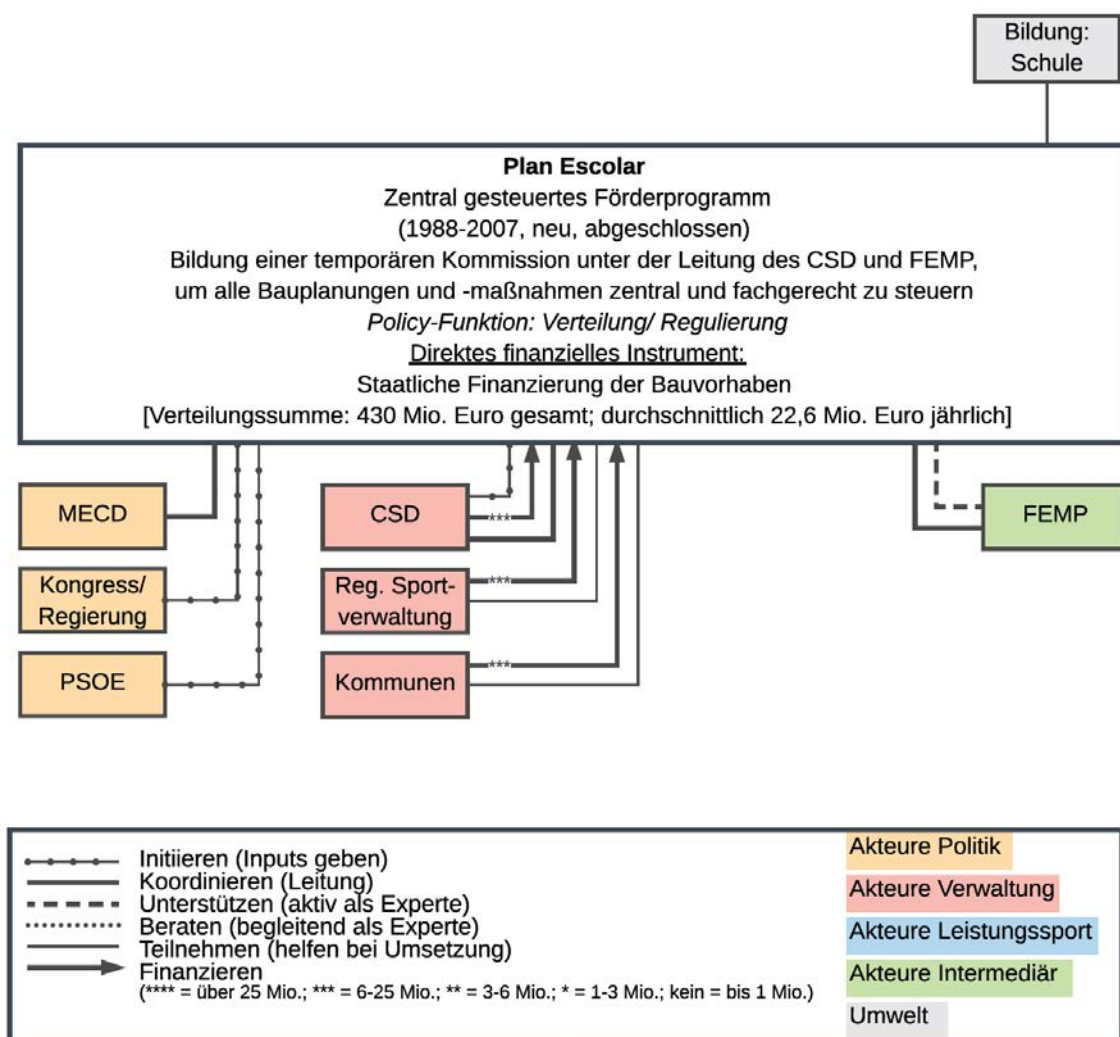 Bildung:
Schule
Plan Escolar
Zentral gesteuertes Förderprogramm
(1988-2007, neu, abgeschlossen)
Bildung einer temporären Kommission unter der Leitung des CSD und FEMP,
um alle Bauplanungen und -maßnahmen zentral und fachgerecht zu steuern
Policy-Funktion: Verteilung/ Regulierung
Direktes finanzielles Instrument:
Staatliche Finanzierung der Bauvorhaben
[Verteilungssumme: 430 Mio. Euro gesamt; durchschnittlich 22,6 Mio. Euro jährlich]
MECD
Kongress/
Regierung
PSOE
CSD
***
Reg. Sport-
verwaltung
***
Kommunen
***
FEMP
Initiieren (Inputs geben)
Koordinieren (Leitung)
Unterstützen (aktiv als Experte)
Beraten (begleitend als Experte)
Teilnehmen (helfen bei Umsetzung)
Finanzieren
(**** = über 25 Mio.; *** = 6-25 Mio.; ** = 3-6 Mio.; * = 1-3 Mio.; kein = bis 1 Mio.)
Akteure Politik
Akteure Verwaltung
Akteure Leistungssport
Akteure Intermediär
Umwelt